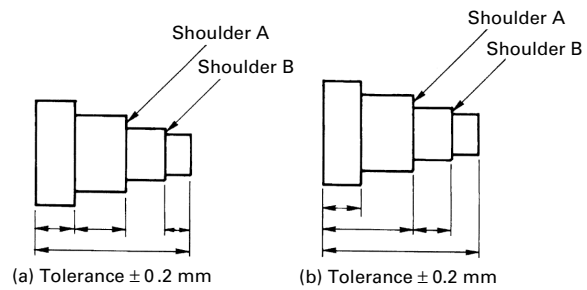 Shoulder A
Shoulder B
(a) Tolerance ± 0.2 mm
Shoulder A
Shoulder B
(b) Tolerance ± 0.2 mm